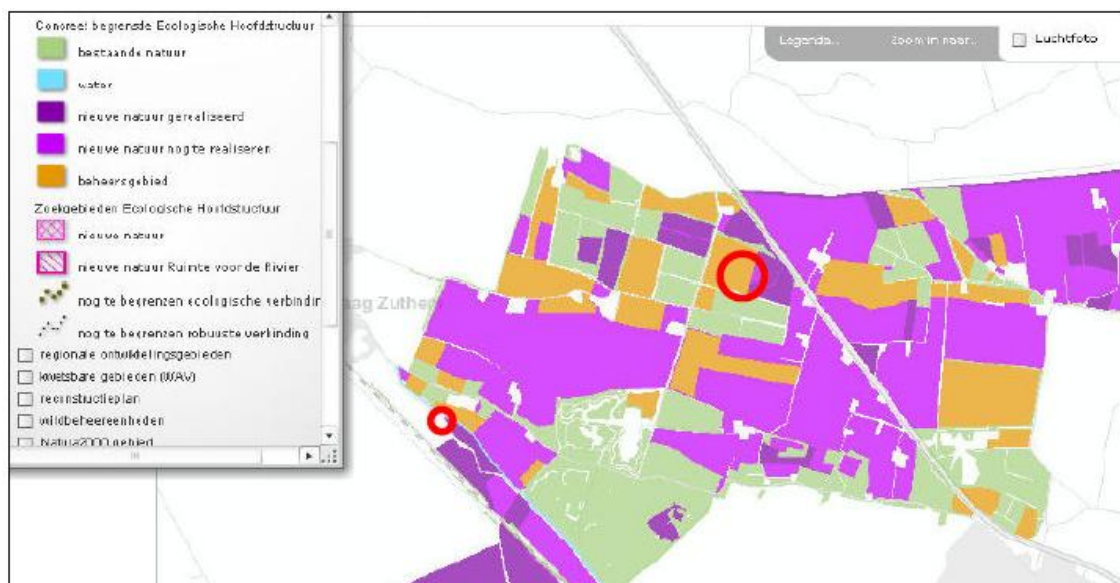 Concreet begrensde Ecologische Hoofdstructuur
bestaande natuur
water
nieuwe natuur gerealiseerd
nieuwe natuur nog te realiseren
beheersgebied
Zoekgebieden Ecologische Hoofdstructuur
nieuwe natuur
nieuwe natuur Ruimte voor de Rivier
nog te begrenzen ecologische verbindin
nog te begrenzen robuuste verbinding
regionale ontwikkelingsgebieden
kwetsbare gebieden (WAV)
reconstructieplan
wildbeheereenheden
Natura2000 gebied
Legenda...
Zoom in naar...
Luchtfoto
aag Zuthem